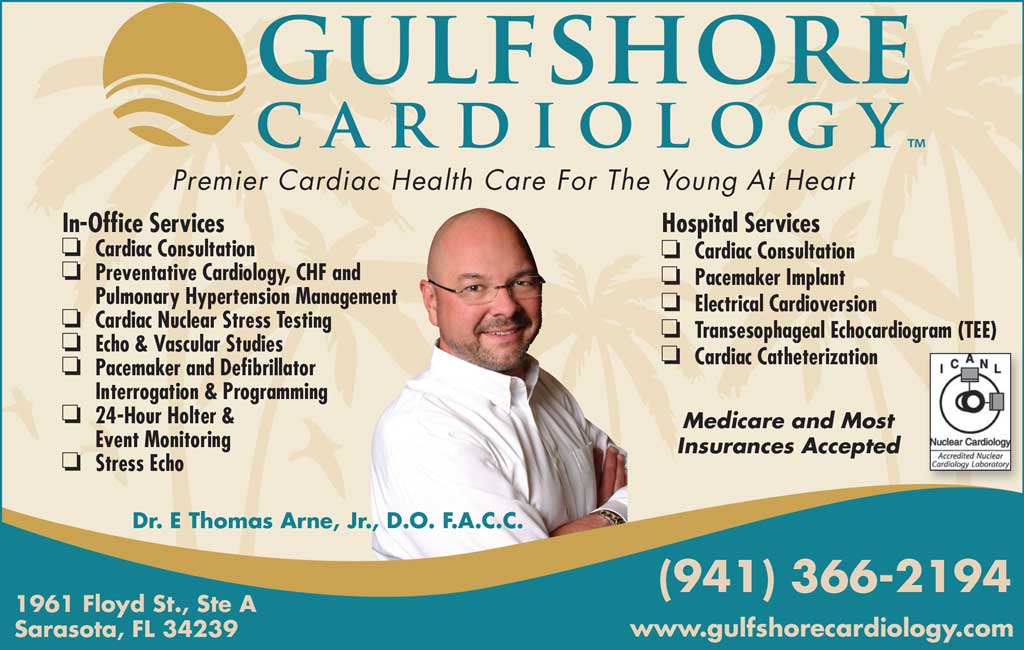 GULFSHORE
CARDIOLOGY™
Premier Cardiac Health Care For The Young At Heart
In-Office Services
❏ Cardiac Consultation
❏ Preventative Cardiology, CHF and
Pulmonary Hypertension Management
❏ Cardiac Nuclear Stress Testing
❏ Echo & Vascular Studies
❏ Pacemaker and Defibrillator
Interrogation & Programming
❏ 24-Hour Holter &
Event Monitoring
❏ Stress Echo
Hospital Services
❏ Cardiac Consultation
❏ Pacemaker Implant
❏ Electrical Cardioversion
❏ Transesophageal Echocardiogram (TEE)
❏ Cardiac Catheterization
Medicare and Most
Insurances Accepted
ICANL
Nuclear Cardiology
Accredited Nuclear
Cardiology Laboratory
Dr. E Thomas Arne, Jr., D.O. F.A.C.C.
1961 Floyd St., Ste A
Sarasota, FL 34239
(941) 366-2194
www.gulfshorecardiology.com